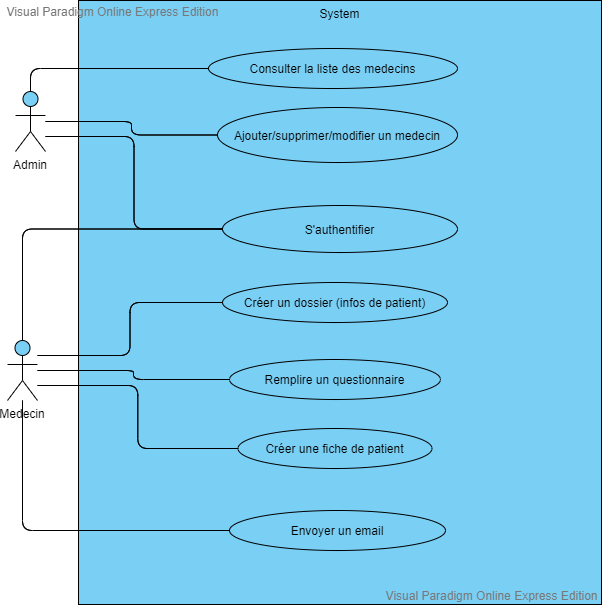 Visual Paradigm Online Express Edition
System
Consulter la liste des medecins
Ajouter/supprimer/modifier un medecin
Admin
S'authentifier
Créer un dossier (infos de patient)
Remplire un questionnaire
Medecin
Créer une fiche de patient
Envoyer un email
Visual Paradigm Online Express Edition